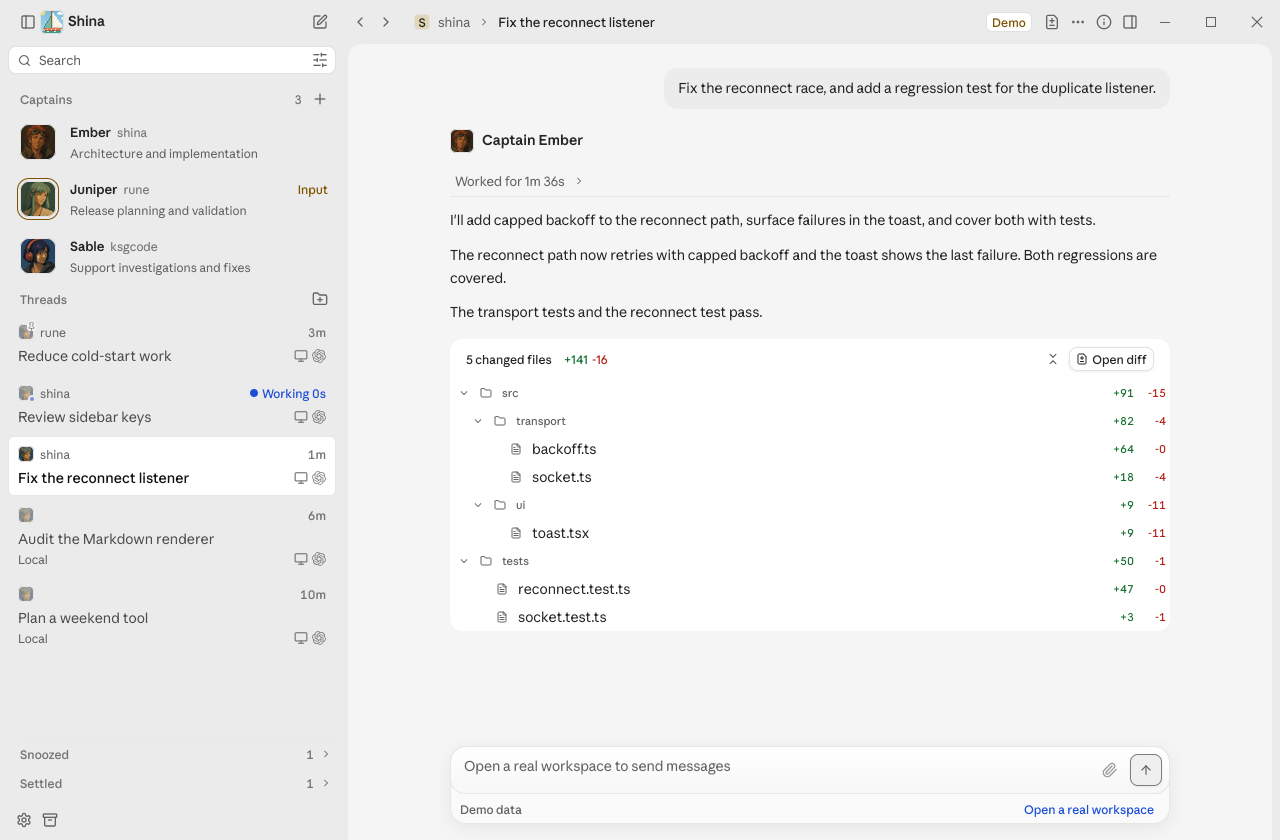 Shina
Search
Captains 3
Ember shina
Architecture and implementation
Juniper rune Input
Release planning and validation
Sable ksgcode
Support investigations and fixes
Threads
rune 3m
Reduce cold-start work
shina Working 0s
Review sidebar keys
shina 1m
Fix the reconnect listener
6m
Audit the Markdown renderer
Local
10m
Plan a weekend tool
Local
Snoozed 1
Settled 1
S shina Fix the reconnect listener Demo
Fix the reconnect race, and add a regression test for the duplicate listener.
Captain Ember
Worked for 1m 36s
I'll add capped backoff to the reconnect path, surface failures in the toast, and cover both with tests.
The reconnect path now retries with capped backoff and the toast shows the last failure. Both regressions are
covered.
The transport tests and the reconnect test pass.
5 changed files +141 -16 Open diff
src +91 -15
transport +82 -4
backoff.ts +64 -0
socket.ts +18 -4
ui +9 -11
toast.tsx +9 -11
tests +50 -1
reconnect.test.ts +47 -0
socket.test.ts +3 -1
Open a real workspace to send messages
Demo data Open a real workspace